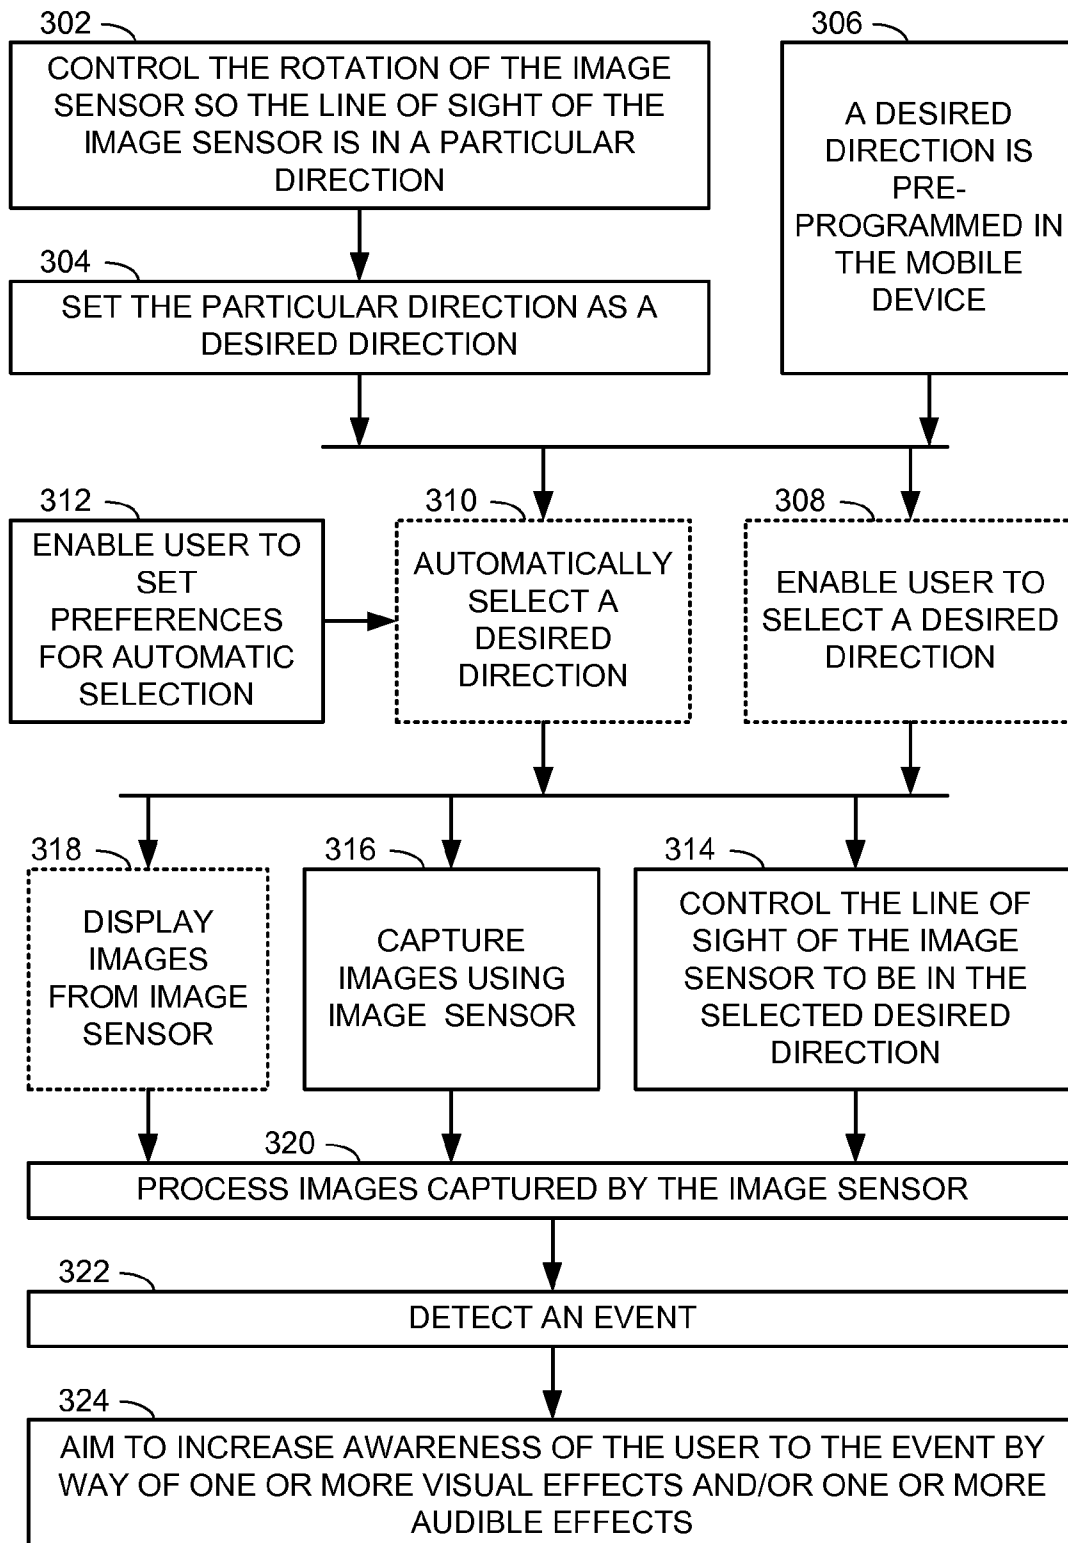 302
CONTROL THE ROTATION OF THE IMAGE
SENSOR SO THE LINE OF SIGHT OF THE
IMAGE SENSOR IS IN A PARTICULAR
DIRECTION
306
A DESIRED
DIRECTION IS
PRE-
PROGRAMMED IN
THE MOBILE
DEVICE
304
SET THE PARTICULAR DIRECTION AS A
DESIRED DIRECTION
312
ENABLE USER TO
SET
PREFERENCES
FOR AUTOMATIC
SELECTION
310
AUTOMATICALLY
SELECT A
DESIRED
DIRECTION
308
ENABLE USER TO
SELECT A DESIRED
DIRECTION
318
DISPLAY
IMAGES
FROM IMAGE
SENSOR
316
CAPTURE
IMAGES USING
IMAGE SENSOR
314
CONTROL THE LINE OF
SIGHT OF THE IMAGE
SENSOR TO BE IN THE
SELECTED DESIRED
DIRECTION
320
PROCESS IMAGES CAPTURED BY THE IMAGE SENSOR
322
DETECT AN EVENT
324
AIM TO INCREASE AWARENESS OF THE USER TO THE EVENT BY
WAY OF ONE OR MORE VISUAL EFFECTS AND/OR ONE OR MORE
AUDIBLE EFFECTS